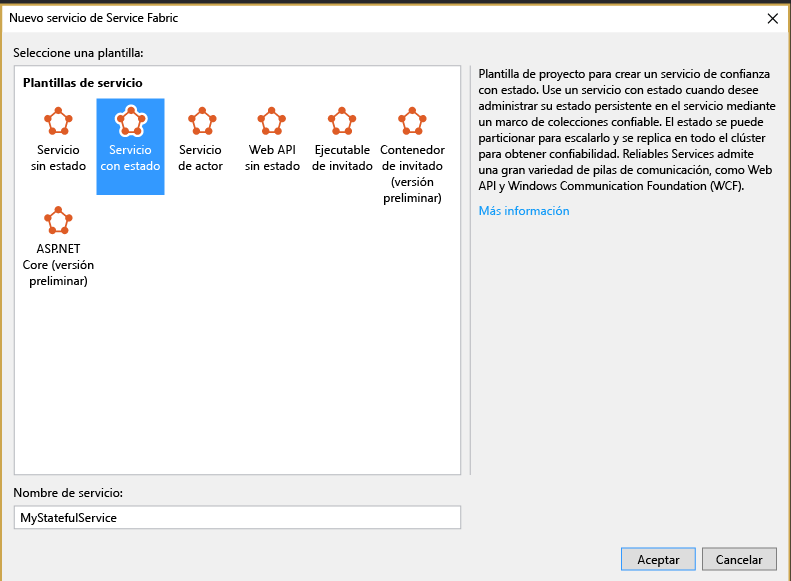 Nuevo servicio de Service Fabric
Seleccione una plantilla:
Plantillas de servicio
Servicio
sin estado
Servicio
con estado
Servicio
de actor
Web API
sin estado
Ejecutable
de invitado
Contenedor
de invitado
(versión
preliminar)
ASP.NET
Core (versión
preliminar)
Plantilla de proyecto para crear un servicio de confianza
con estado. Use un servicio con estado cuando desee
administrar su estado persistente en el servicio mediante
un marco de colecciones confiable. El estado se puede
particionar para escalarlo y se replica en todo el clúster
para obtener confiabilidad. Reliables Services admite
una gran variedad de pilas de comunicación, como Web
API y Windows Communication Foundation (WCF).
Más información
Nombre de servicio:
MyStatefulService
Aceptar
Cancelar